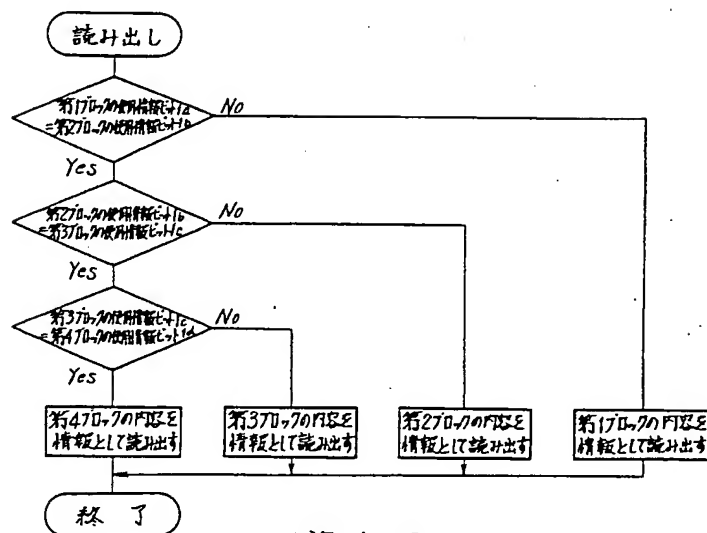 読み出し
第1ブロックの使用情報ビット1a
=第2ブロックの使用情報ビット1b
No
Yes
第2ブロックの使用情報ビット1b
=第3ブロックの使用情報ビット1c
No
Yes
第3ブロックの使用情報ビット1c
=第4ブロックの使用情報ビット1d
No
Yes
第4ブロックの内容を
情報として読み出す
第3ブロックの内容を
情報として読み出す
第2ブロックの内容を
情報として読み出す
第1ブロックの内容を
情報として読み出す
終了